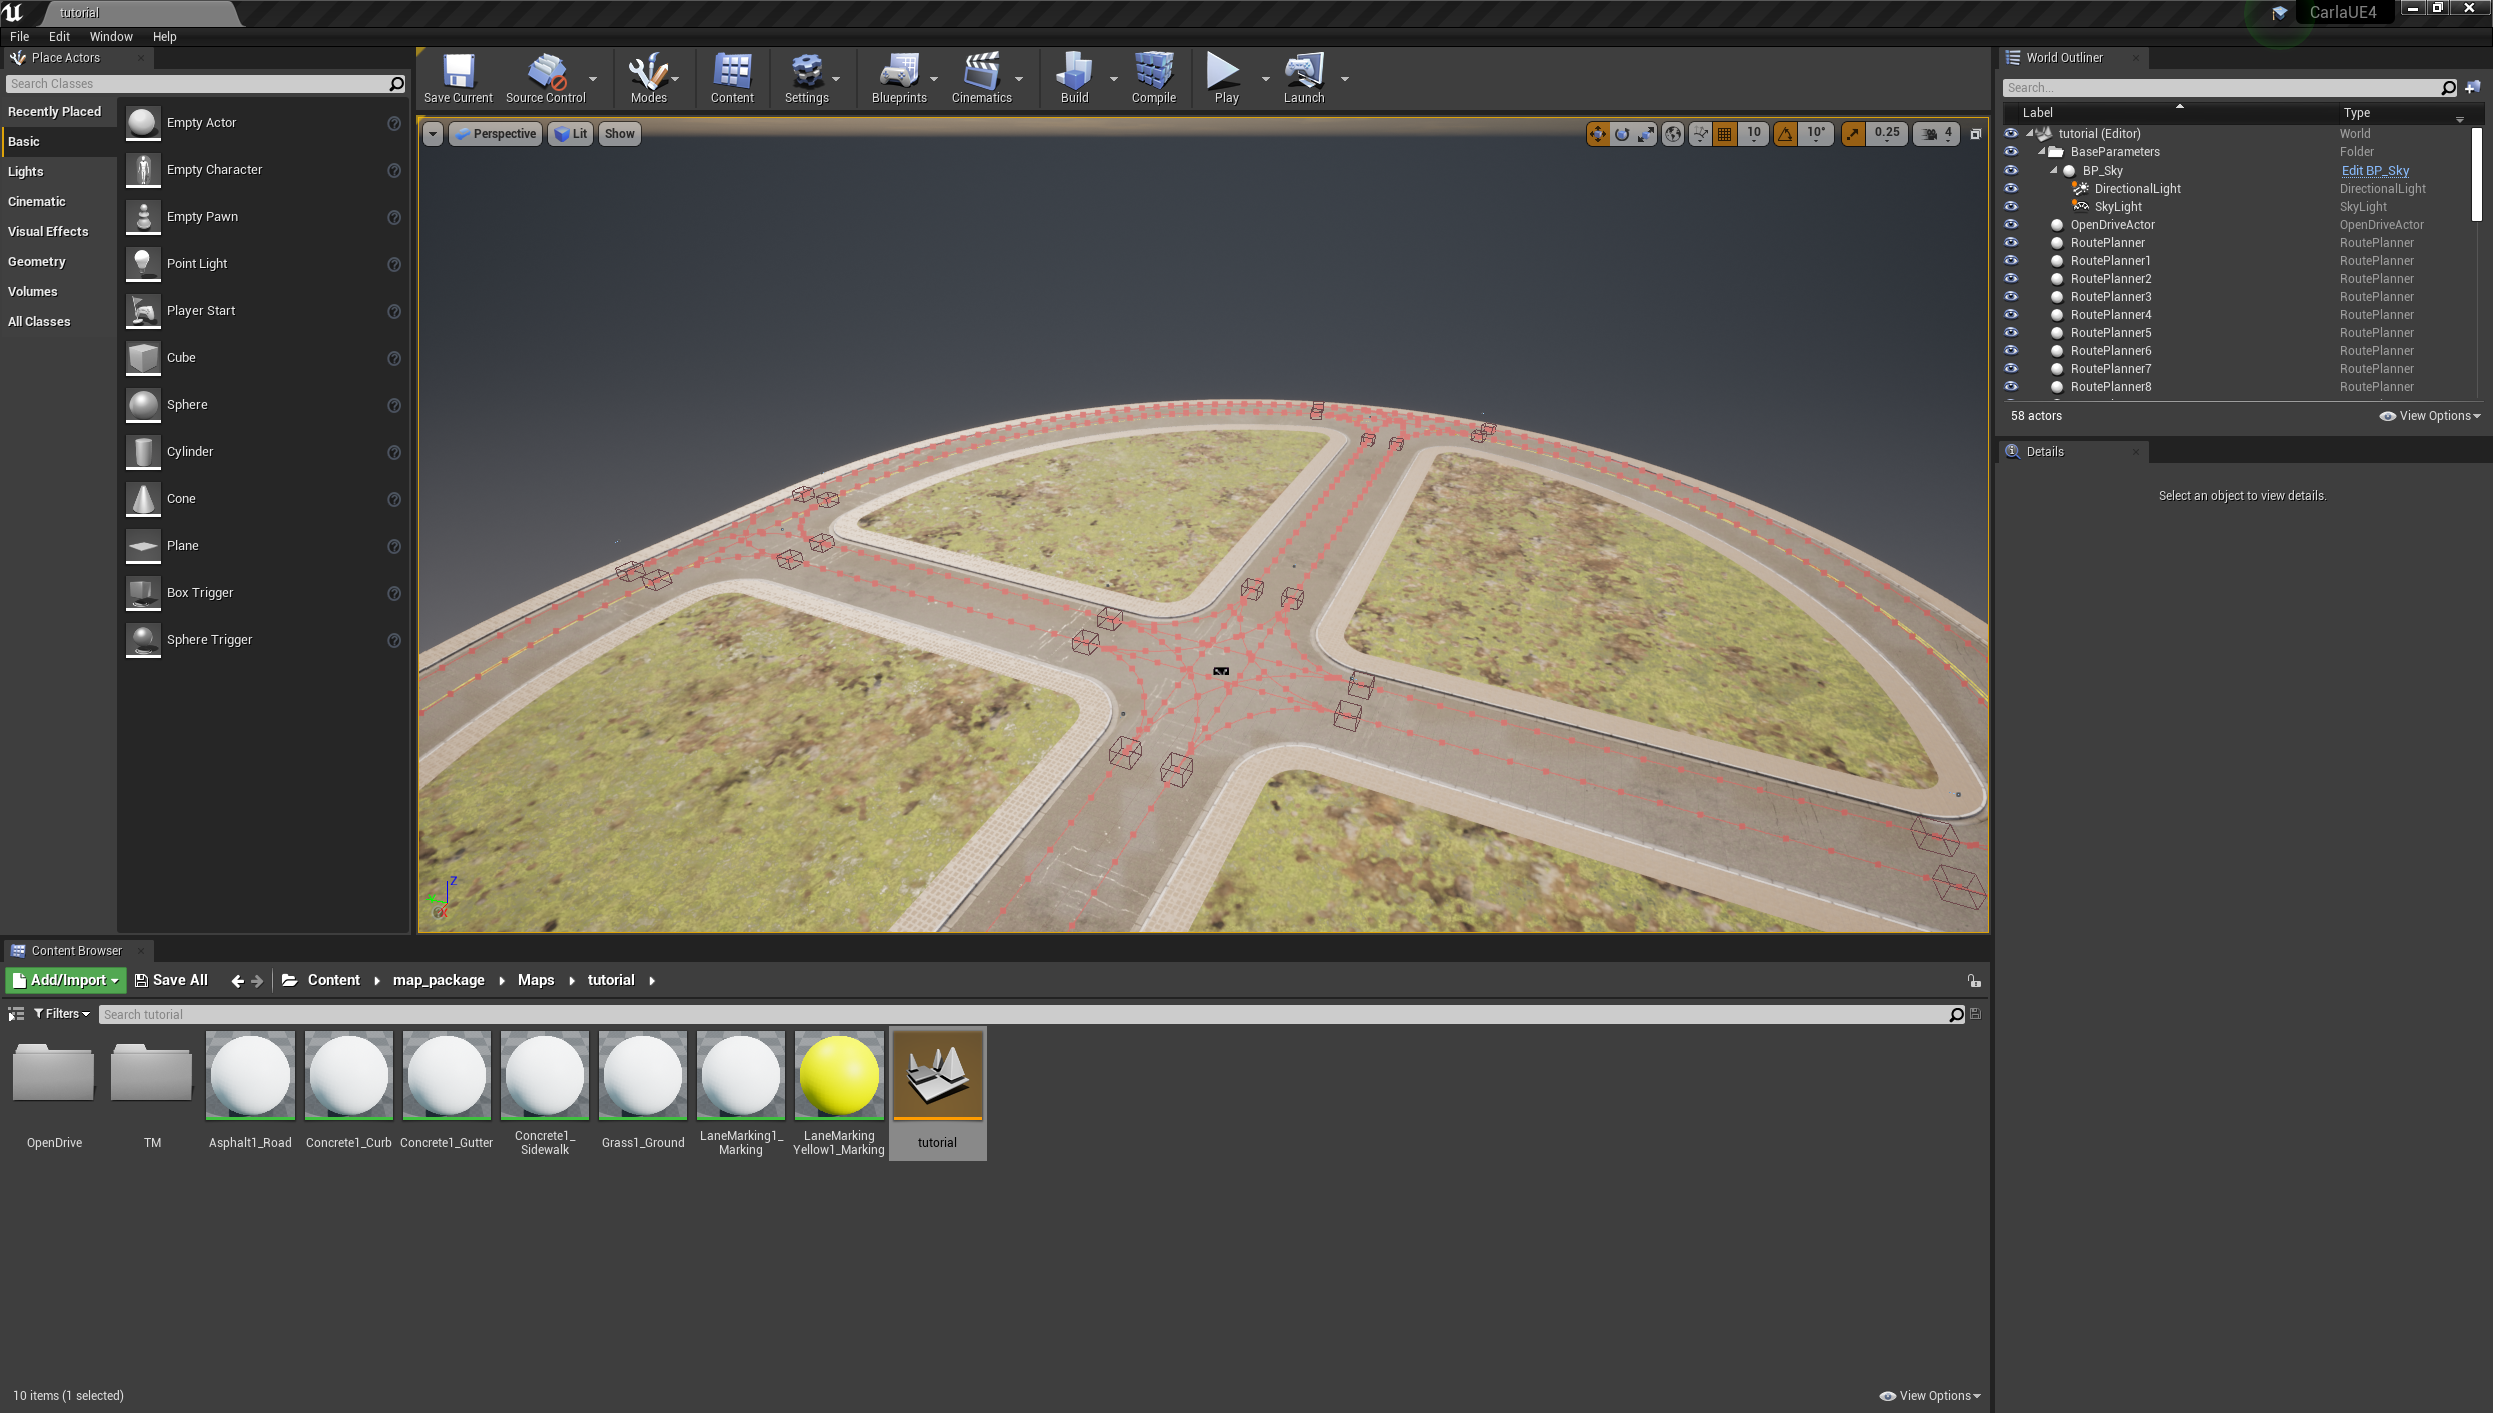 tutorial
CarlaUE4
File Edit Window Help
Place Actors
Search Classes
Recently Placed
Basic
Lights
Cinematic
Visual Effects
Geometry
Volumes
All Classes
Empty Actor
Empty Character
Empty Pawn
Point Light
Player Start
Cube
Sphere
Cylinder
Cone
Plane
Box Trigger
Sphere Trigger
Save Current Source Control Modes Content Settings Blueprints Cinematics Build Compile Play Launch
Perspective Lit Show
10 10° 0.25 4
Z
X
World Outliner
Search...
Label Type
tutorial (Editor) World
BaseParameters Folder
BP_Sky Edit BP_Sky
DirectionalLight DirectionalLight
SkyLight SkyLight
OpenDriveActor OpenDriveActor
RoutePlanner RoutePlanner
RoutePlanner1 RoutePlanner
RoutePlanner2 RoutePlanner
RoutePlanner3 RoutePlanner
RoutePlanner4 RoutePlanner
RoutePlanner5 RoutePlanner
RoutePlanner6 RoutePlanner
RoutePlanner7 RoutePlanner
RoutePlanner8 RoutePlanner
58 actors View Options
Details
Select an object to view details.
Content Browser
Add/Import Save All Content map_package Maps tutorial
Filters Search tutorial
OpenDrive
TM
Asphalt1_Road
Concrete1_Curb
Concrete1_Gutter
Concrete1_
Sidewalk
Grass1_Ground
LaneMarking1_
Marking
LaneMarking
Yellow1_Marking
tutorial
10 items (1 selected) View Options